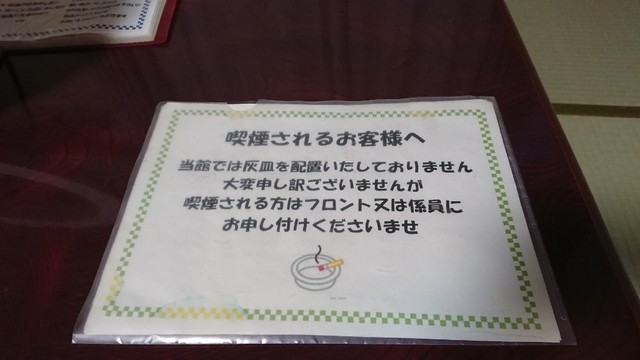 喫煙されるお客様へ
当館では灰皿を配置いたしておりません
大変申し訳ございませんが
喫煙される方はフロント又は係員に
お申し付けくださいませ